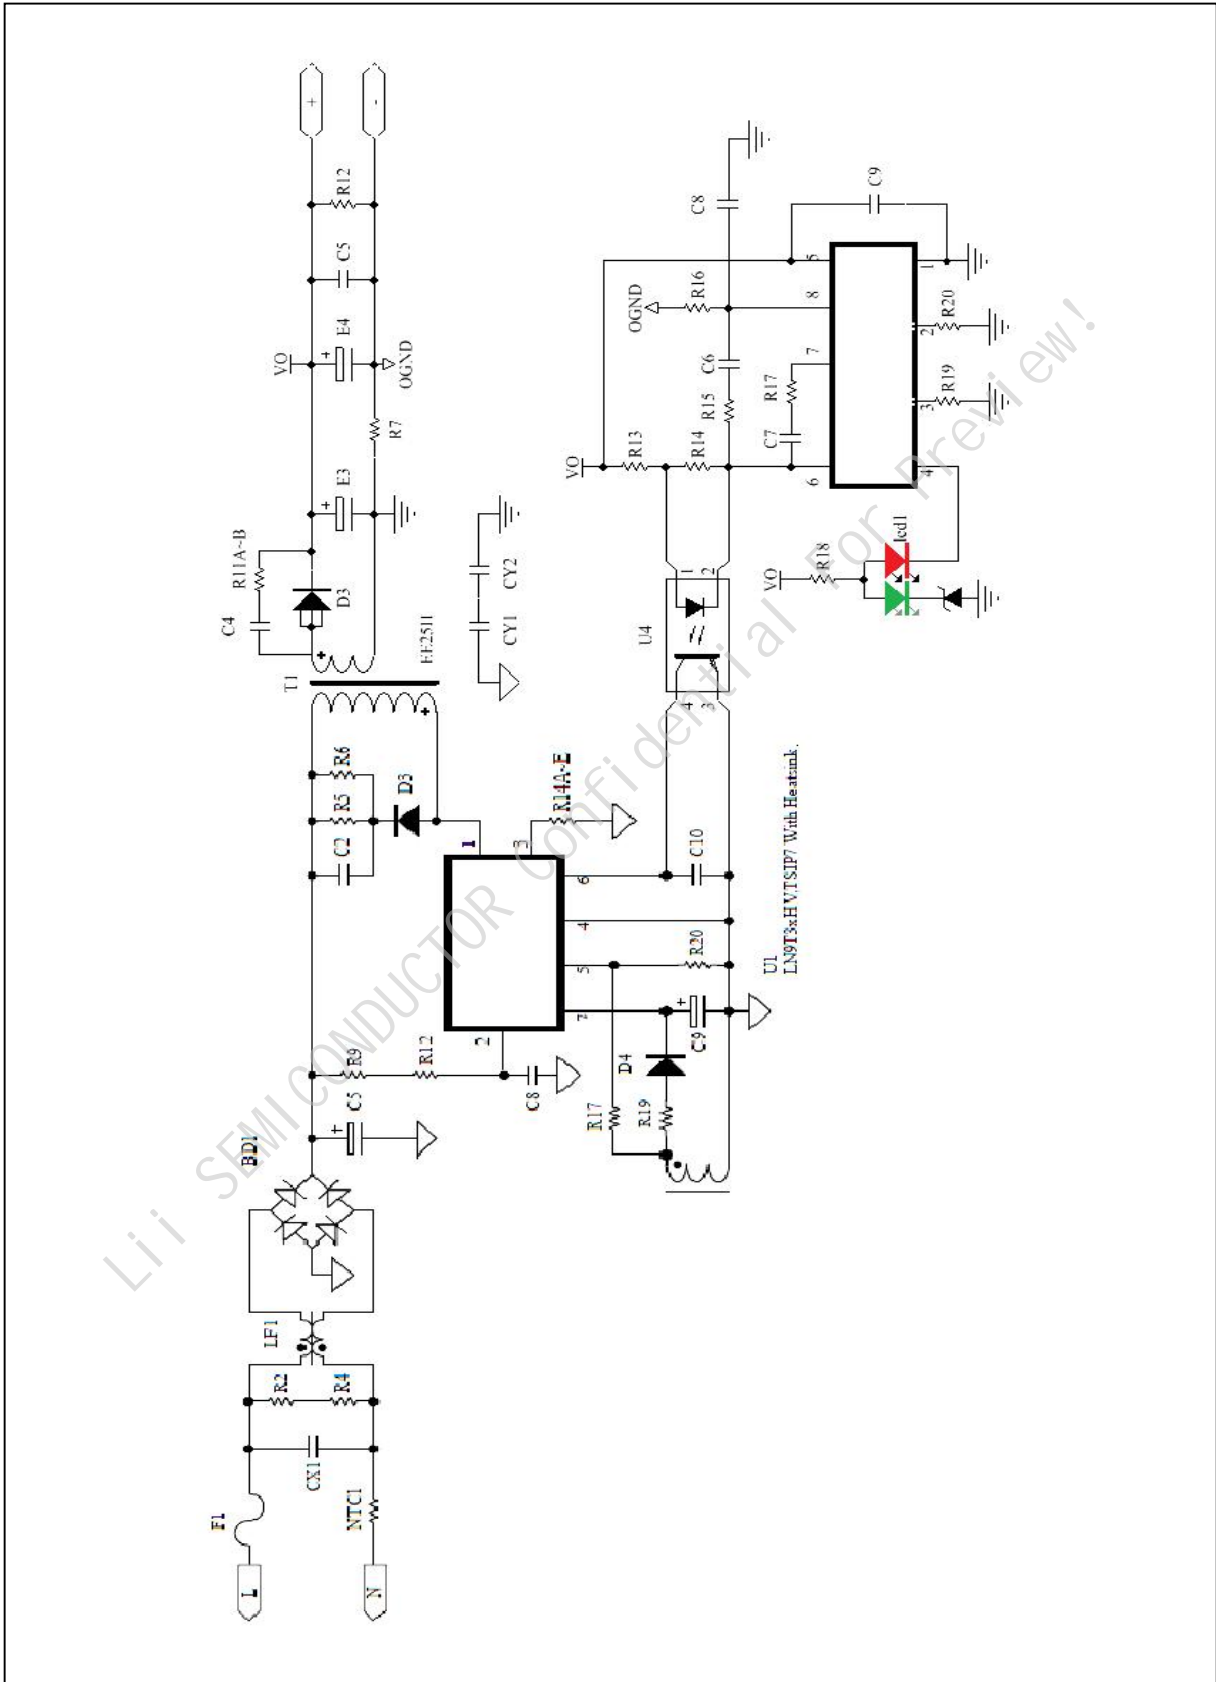 L
N
F1
NTC1
CX1
R2
R4
LF1
BD1
C5
R9
R12
C8
2
C2
R5
R6
D3
1
3
R14A~E
7
5
4
6
T1
EE2511
C4
R11A~B
D3
E3
R7
VO
E4
OGND
C5
R12
+
-
CY1
CY2
R17
R19
D4
C9
R20
C10
U1
LN9T3xHV.TSIP7 With Heatsink.
4
3
U4
1
2
VO
R13
R14
R15
C6
C7
R17
OGND
R16
C8
C9
6
7
8
5
4
3
2
1
R19
R20
VO
R18
led1
Lii SEMICONDUCTOR Confidential For Preview!